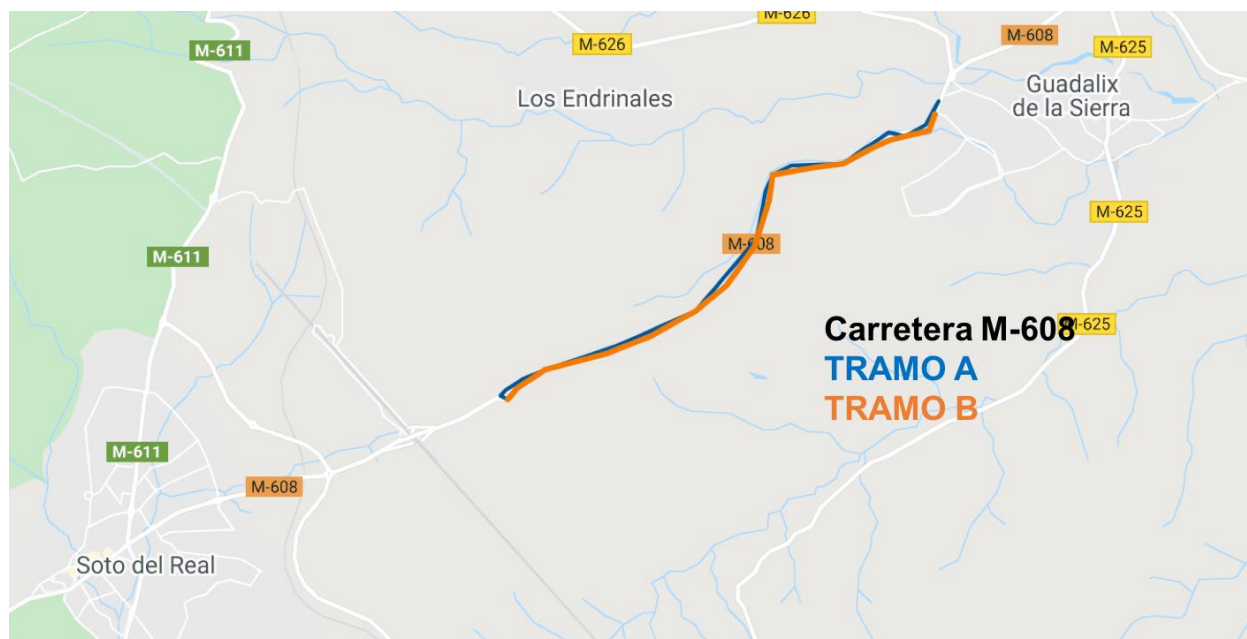 M-626
M-611
M-626
M-608
M-625
Los Endrinales
Guadalix
de la Sierra
M-625
M-611
M-608
Carretera M-608
M-625
TRAMO A
TRAMO B
M-611
M-608
Soto del Real